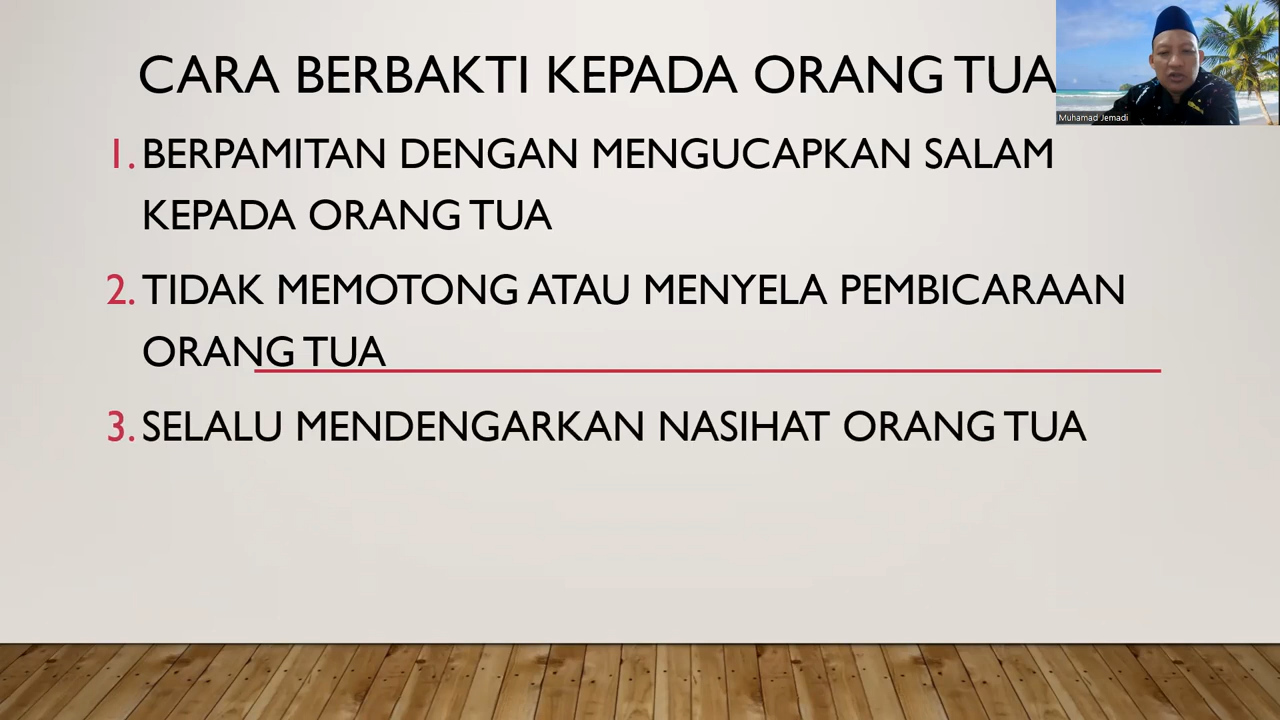 CARA BERBAKTI KEPADA ORANG TUA
Muhamad Jemadi
1. BERPAMITAN DENGAN MENGUCAPKAN SALAM
KEPADA ORANG TUA
2. TIDAK MEMOTONG ATAU MENYELA PEMBICARAAN
ORANG TUA
3. SELALU MENDENGARKAN NASIHAT ORANG TUA